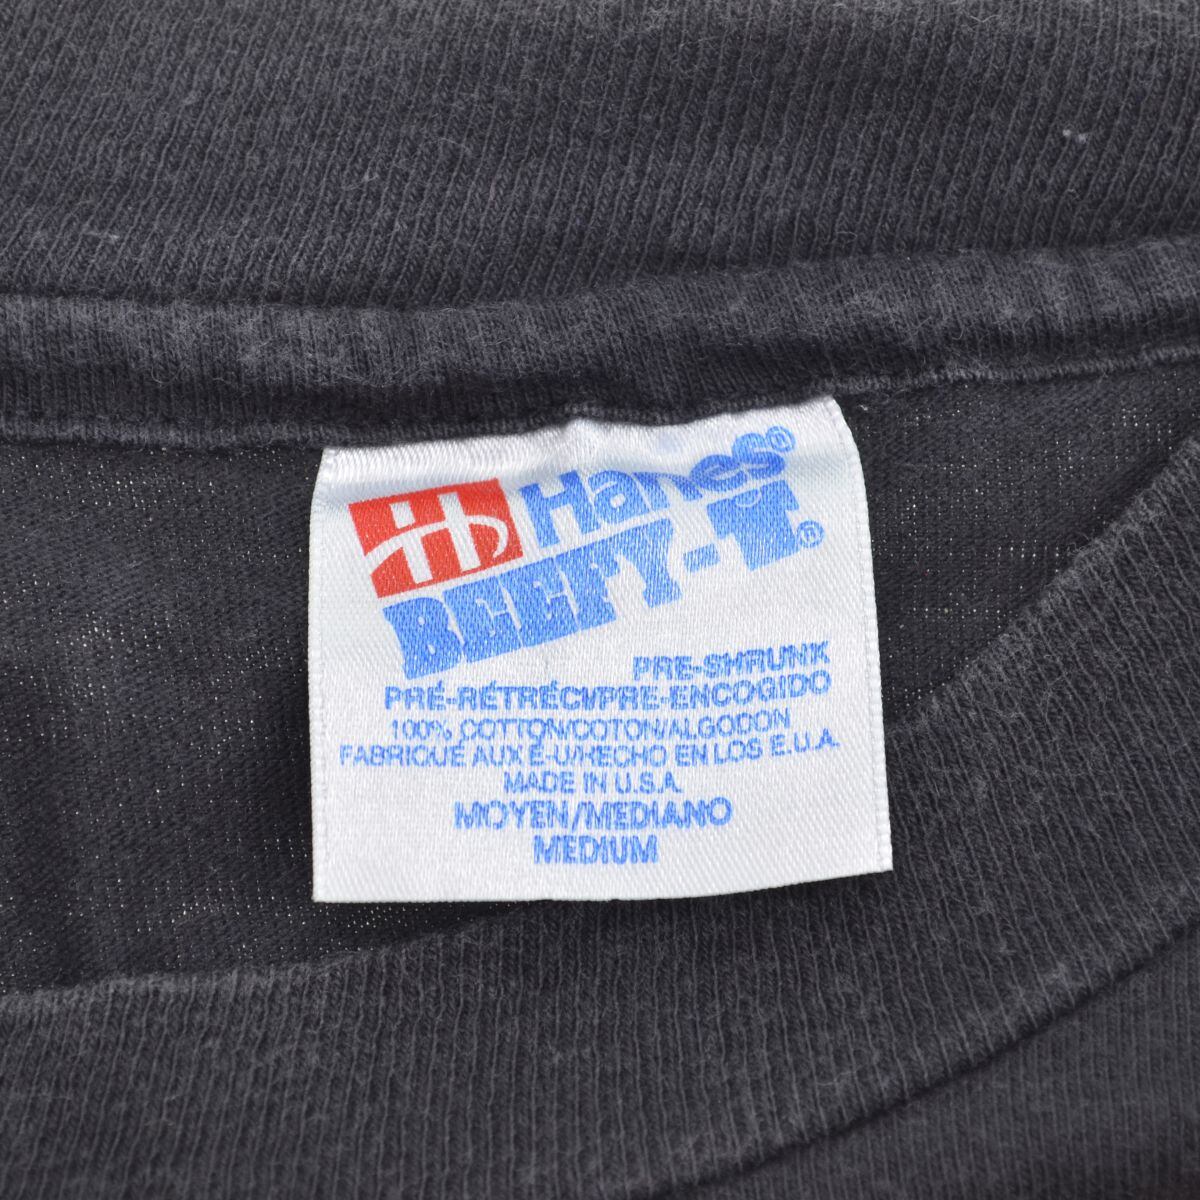 Hanes®
BEEFY-T®
PRE-SHRUNK
PRÉ-RÉTRÉCI/PRE-ENCOGIDO
100% COTTON/COTON/ALGODON
FABRIQUÉ AUX É-U/HECHO EN LOS E.U.A.
MADE IN U.S.A.
MOYEN/MEDIANO
MEDIUM